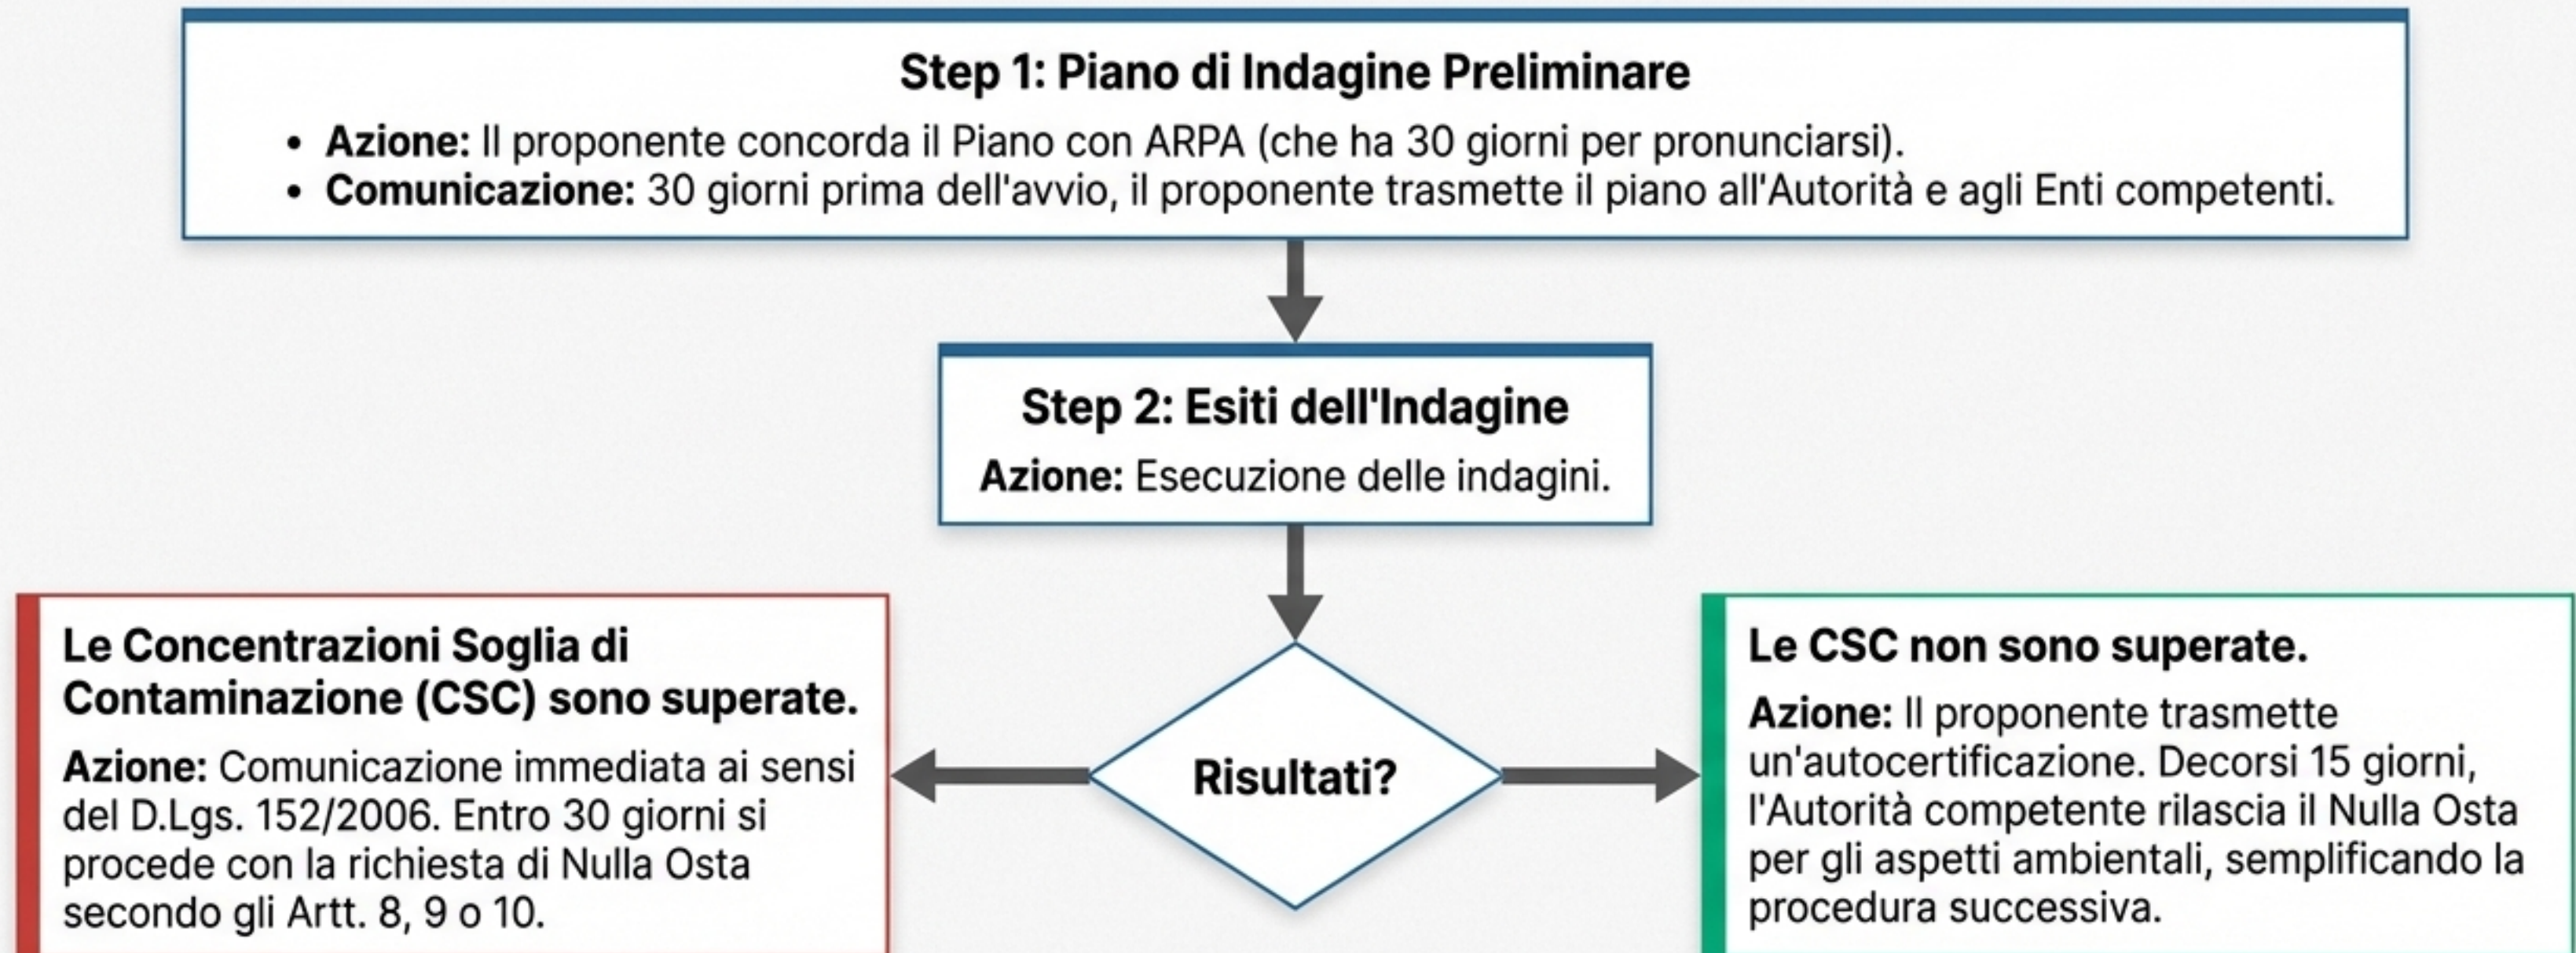 Step 1: Piano di Indagine Preliminare
• Azione: Il proponente concorda il Piano con ARPA (che ha 30 giorni per pronunciarsi).
• Comunicazione: 30 giorni prima dell'avvio, il proponente trasmette il piano all'Autorità e agli Enti competenti.
Step 2: Esiti dell'Indagine
Azione: Esecuzione delle indagini.
Le Concentrazioni Soglia di
Contaminazione (CSC) sono superate.
Azione: Comunicazione immediata ai sensi
del D.Lgs. 152/2006. Entro 30 giorni si
procede con la richiesta di Nulla Osta
secondo gli Artt. 8, 9 o 10.
Risultati?
Le CSC non sono superate.
Azione: Il proponente trasmette
un'autocertificazione. Decorsi 15 giorni,
l'Autorità competente rilascia il Nulla Osta
per gli aspetti ambientali, semplificando la
procedura successiva.